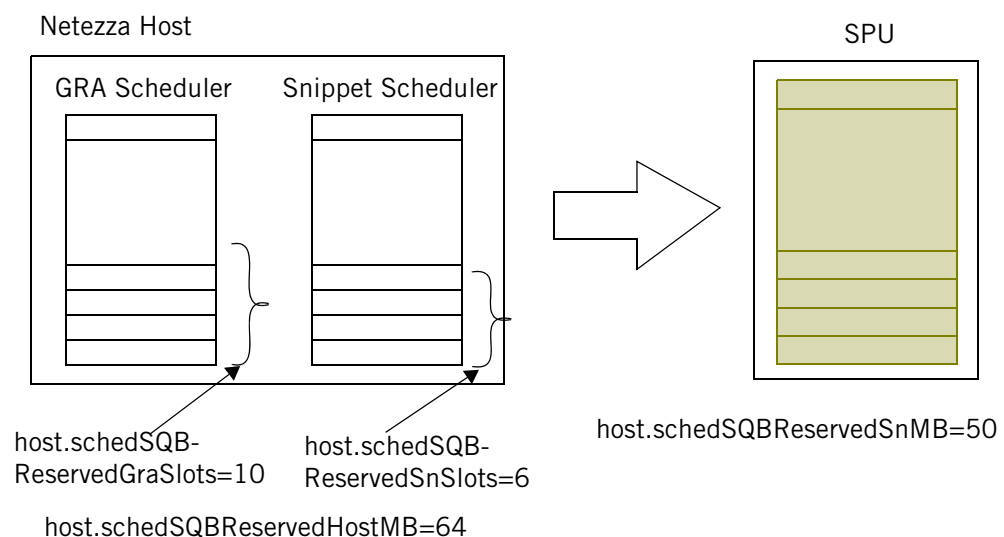 Netezza Host
SPU
GRA Scheduler
Snippet Scheduler
host.schedSQB-
ReservedGraSlots=10
host.schedSQB-
ReservedSnSlots=6
host.schedSQBReservedSnMB=50
host.schedSQBReservedHostMB=64